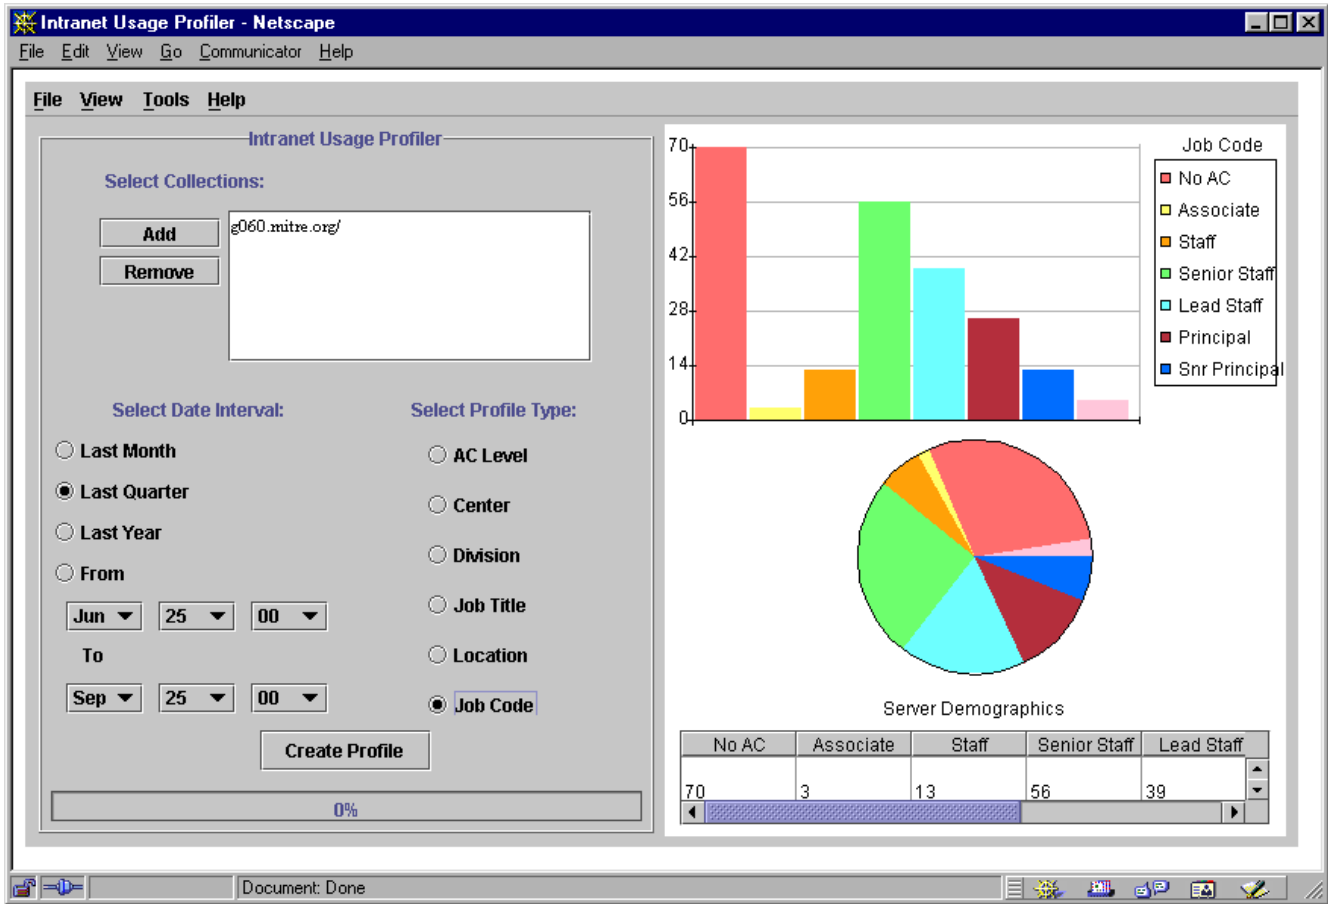 Intranet Usage Profiler - Netscape
File Edit View Go Communicator Help
File View Tools Help
Intranet Usage Profiler
Select Collections:
Add
Remove
g060.mitre.org/
Select Date Interval:
Last Month
Last Quarter
Last Year
From
Jun 25 00
To
Sep 25 00
Select Profile Type:
AC Level
Center
Division
Job Title
Location
Job Code
Create Profile
0%
70
56
42
28
14
0
Job Code
No AC
Associate
Staff
Senior Staff
Lead Staff
Principal
Snr Principal
Server Demographics
No AC Associate Staff Senior Staff Lead Staff
70 3 13 56 39
Document: Done